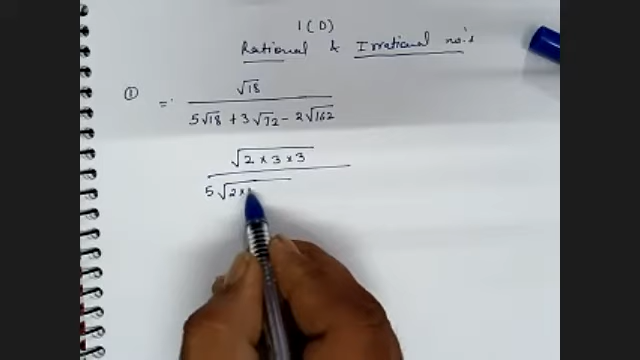 1(D)
Rational & Irrational no.'s
① =: √18
5√18 + 3√72 - 2√162
√2 × 3 × 3
5√2 ×